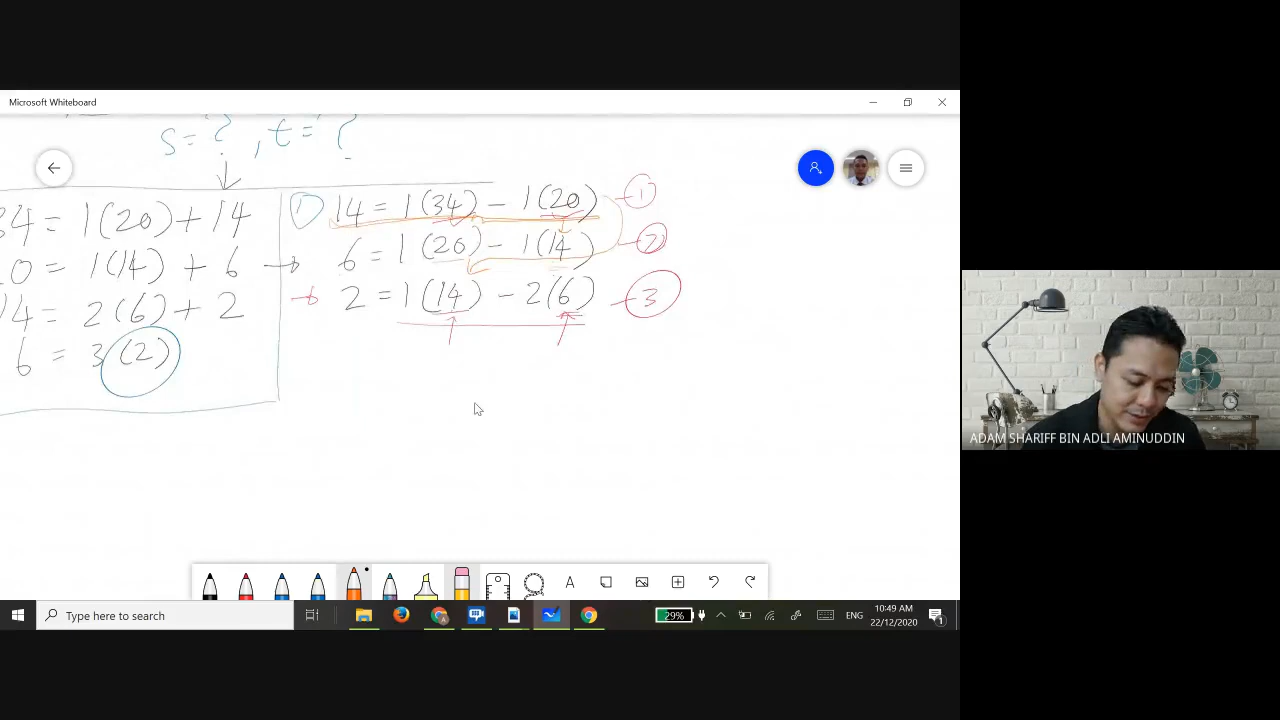 Microsoft Whiteboard
s = ? , t = ?
34 = 1(20) + 14
20 = 1(14) + 6
14 = 2(6) + 2
6 = 3(2)
1 14 = 1(34) - 1(20) - 1
6 = 1(20) - 1(14) - 2
2 = 1(14) - 2(6) - 3
ADAM SHARIFF BIN ADLI AMINUDDIN
A
Type here to search
29%
ENG
10:49 AM
22/12/2020
1